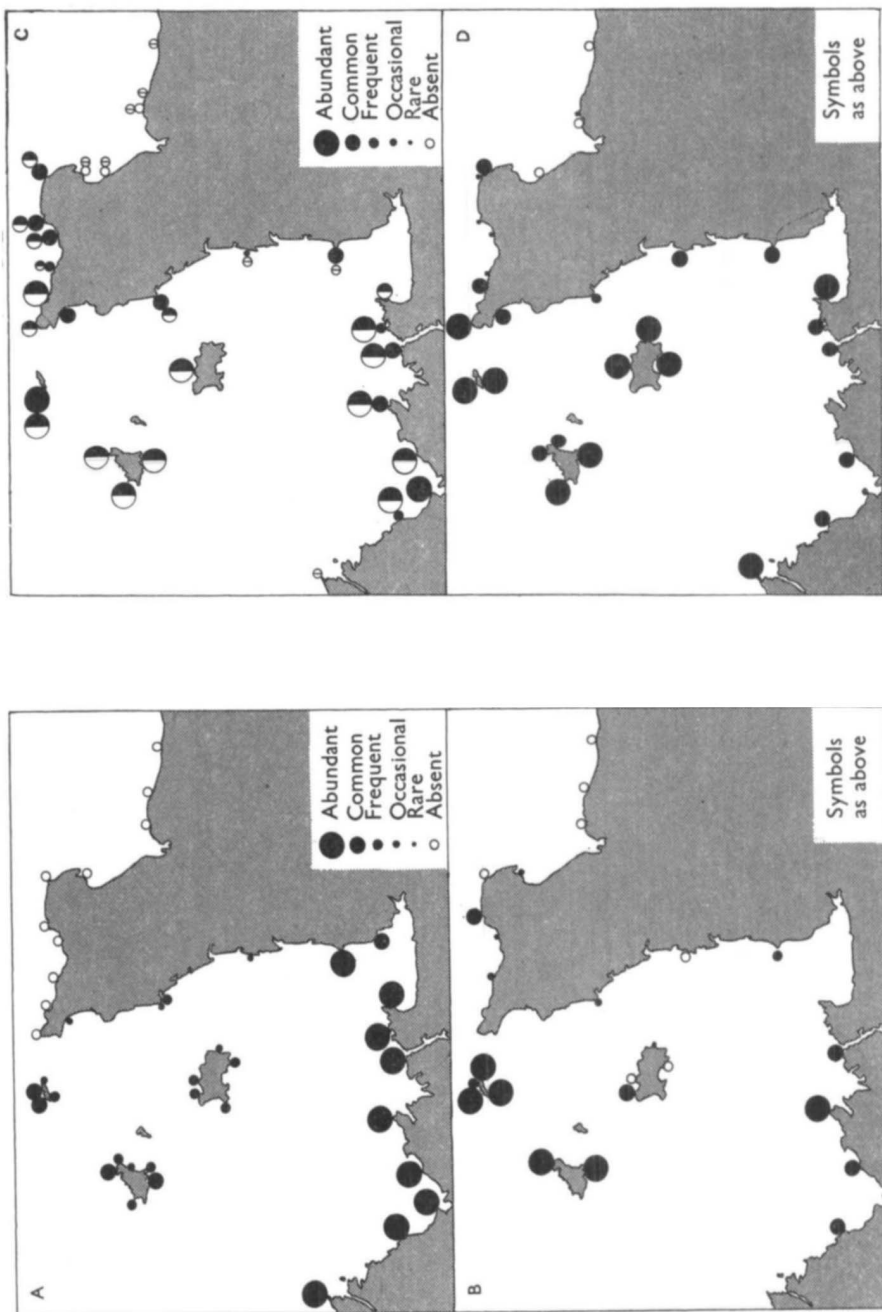 A
Abundant
Common
Frequent
Occasional
Rare
Absent
B
Symbols
as above
C
Abundant
Common
Frequent
Occasional
Rare
Absent
D
Symbols
as above